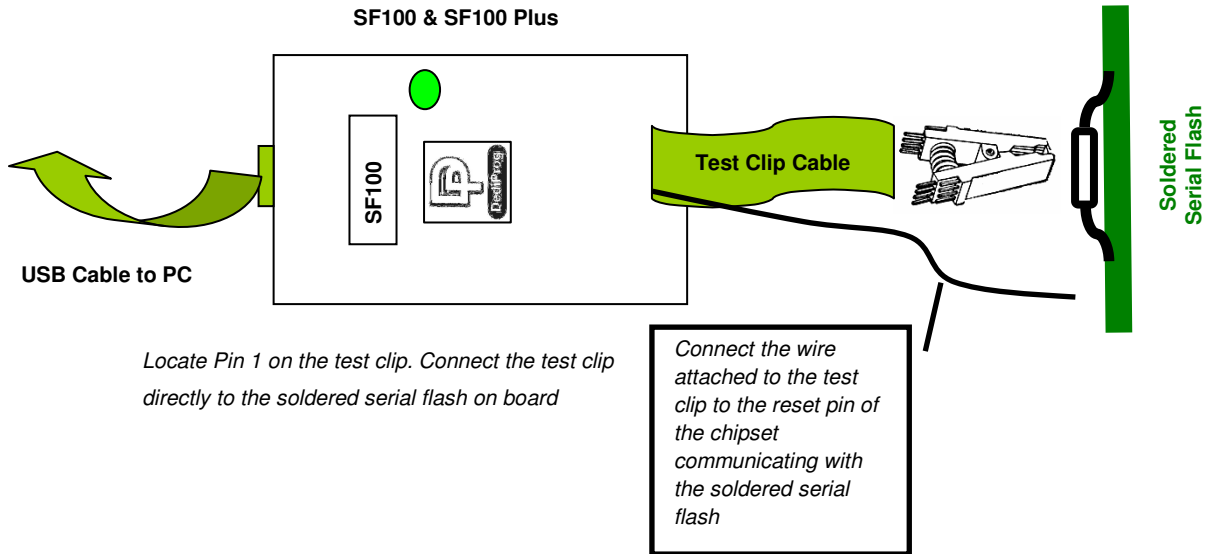 SF100 & SF100 Plus
SF100
DediProg
Test Clip Cable
Soldered
Serial Flash
USB Cable to PC
Locate Pin 1 on the test clip. Connect the test clip
directly to the soldered serial flash on board
Connect the wire
attached to the test
clip to the reset pin of
the chipset
communicating with
the soldered serial
flash